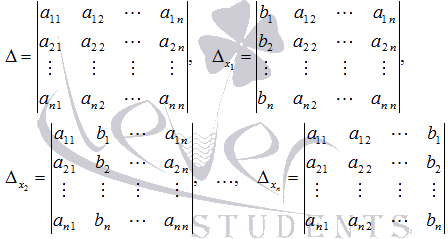 Δ = | a11 a12 ⋯ a1n |, Δx1 = | b1 a12 ⋯ a1n |,
| a21 a22 ⋯ a2n | | b2 a22 ⋯ a2n |
| ⋮ ⋮ ⋮ ⋮ | | ⋮ ⋮ ⋮ ⋮ |
| an1 an2 ⋯ ann | | bn an2 ⋯ ann |
Δx2 = | a11 b1 ⋯ a1n |, ..., Δxn = | a11 a12 ⋯ b1 |
| a21 b2 ⋯ a2n | | a21 a22 ⋯ b2 |
| ⋮ ⋮ ⋮ ⋮ | | ⋮ ⋮ ⋮ ⋮ |
| an1 bn ⋯ ann | | an1 an2 ⋯ bn |
STUDENTS